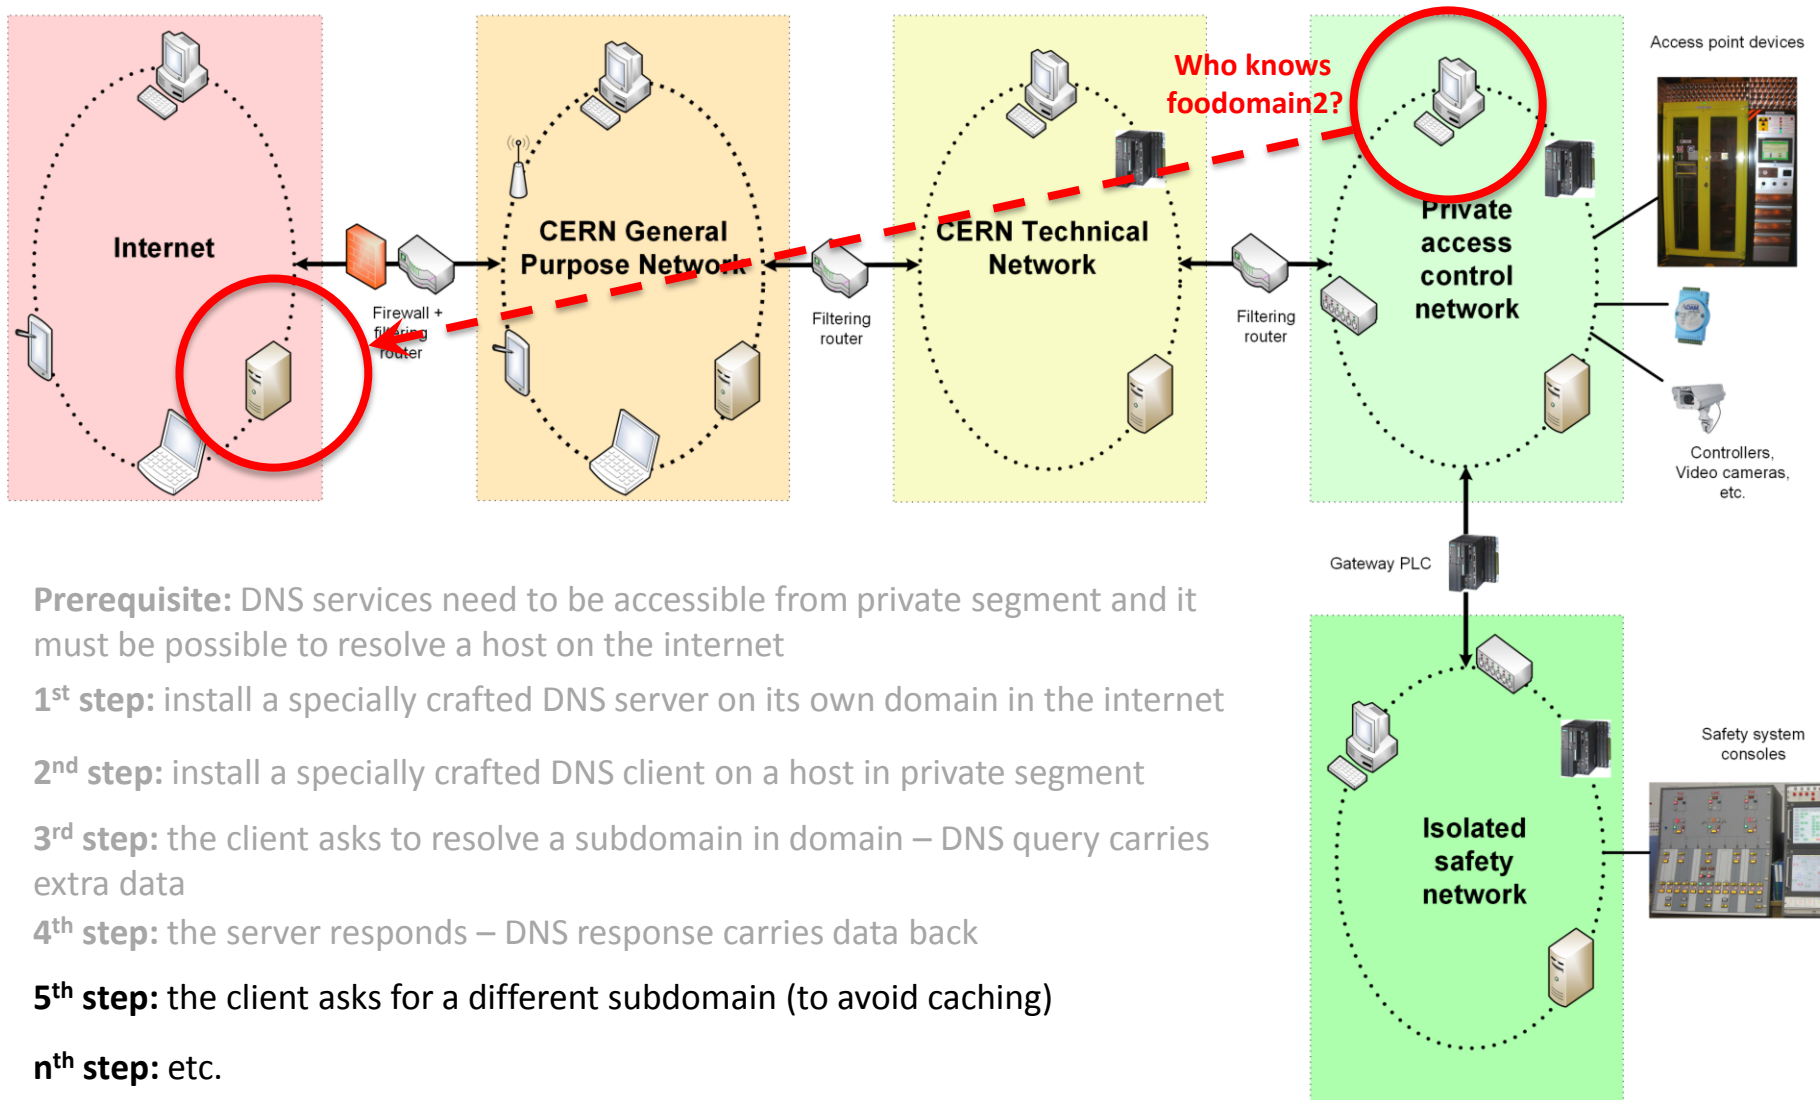 Internet
Firewall +
filtering
router
CERN General
Purpose Network
Filtering
router
CERN Technical
Network
Filtering
router
Who knows
foodomain2?
Private
access
control
network
Access point devices
Controllers,
Video cameras,
etc.
Gateway PLC
Isolated
safety
network
Safety system
consoles
Prerequisite: DNS services need to be accessible from private segment and it
must be possible to resolve a host on the internet
1st step: install a specially crafted DNS server on its own domain in the internet
2nd step: install a specially crafted DNS client on a host in private segment
3rd step: the client asks to resolve a subdomain in domain – DNS query carries
extra data
4th step: the server responds – DNS response carries data back
5th step: the client asks for a different subdomain (to avoid caching)
nth step: etc.